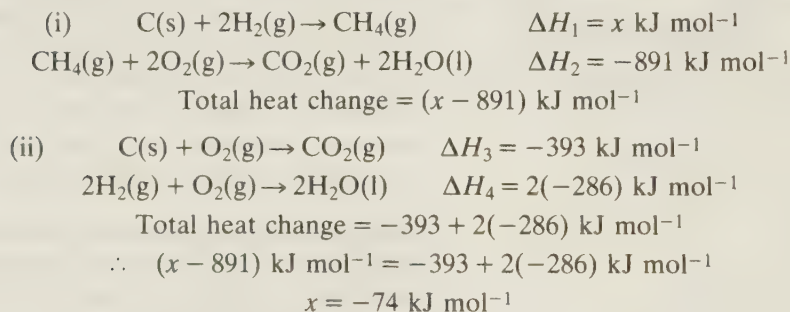 (i) C(s) + 2H₂(g) → CH₄(g) ΔH₁ = x kJ mol⁻¹
CH₄(g) + 2O₂(g) → CO₂(g) + 2H₂O(l) ΔH₂ = −891 kJ mol⁻¹
Total heat change = (x − 891) kJ mol⁻¹
(ii) C(s) + O₂(g) → CO₂(g) ΔH₃ = −393 kJ mol⁻¹
2H₂(g) + O₂(g) → 2H₂O(l) ΔH₄ = 2(−286) kJ mol⁻¹
Total heat change = −393 + 2(−286) kJ mol⁻¹
∴ (x − 891) kJ mol⁻¹ = −393 + 2(−286) kJ mol⁻¹
x = −74 kJ mol⁻¹